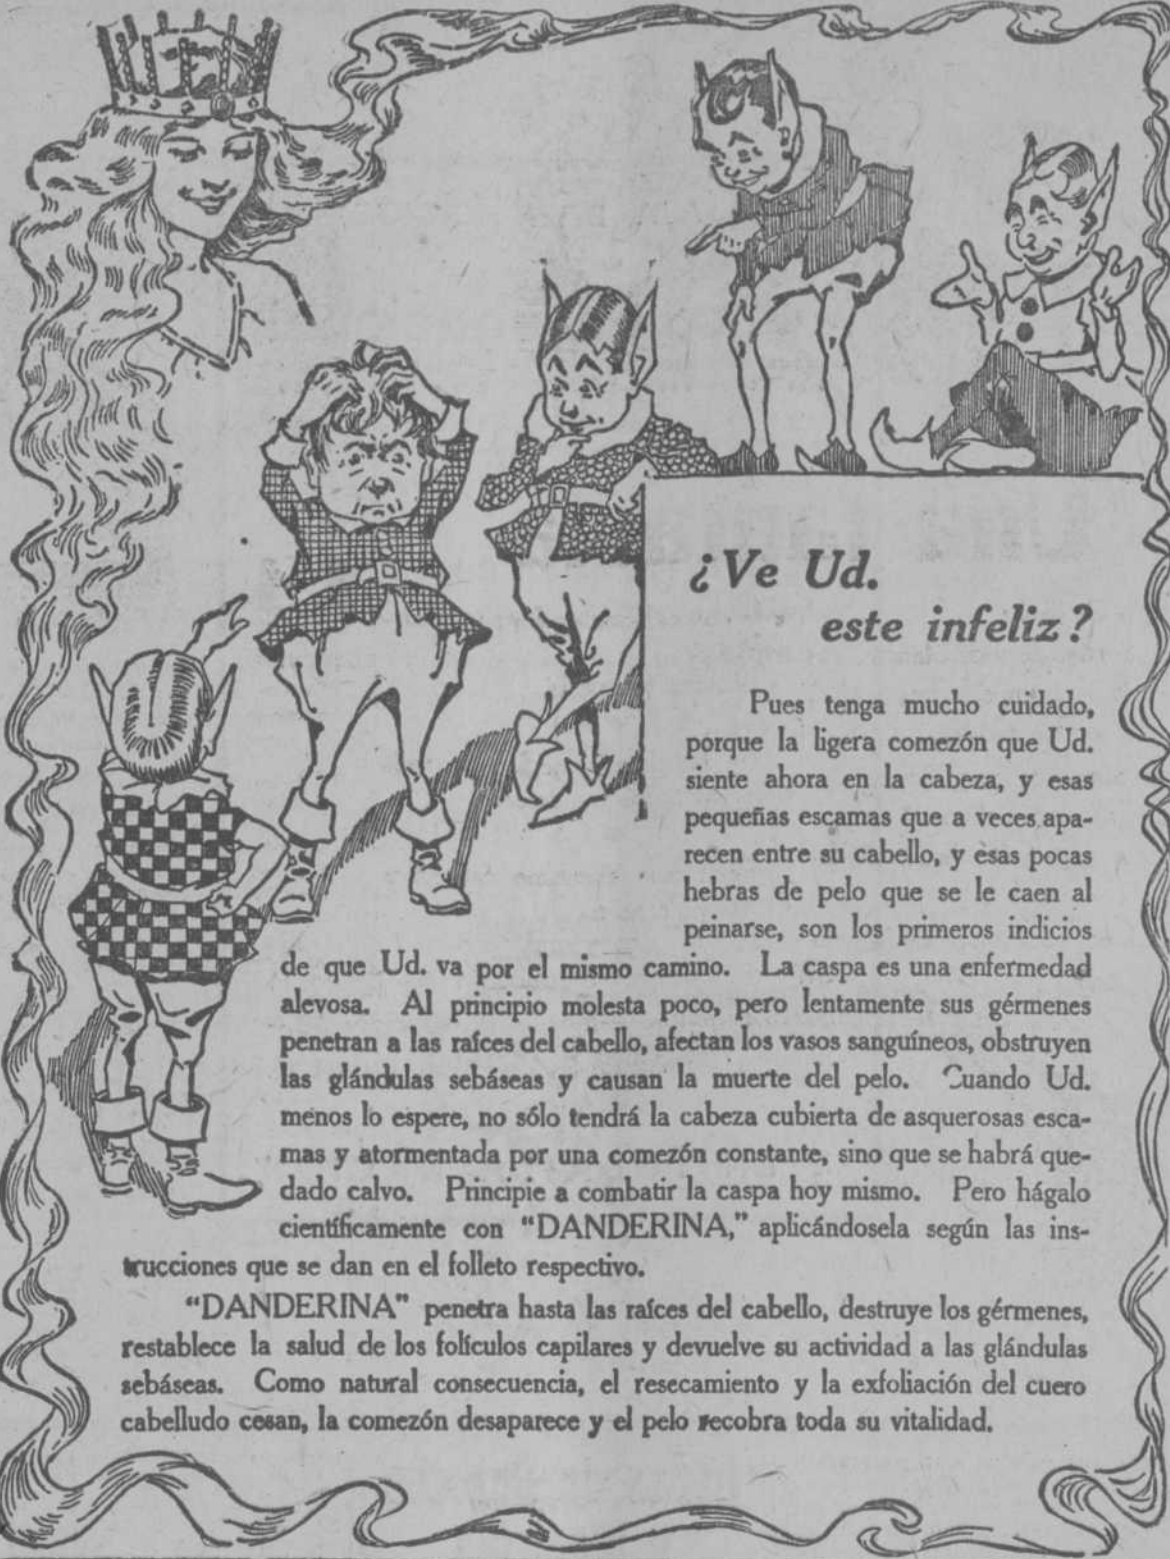 ¿Ve Ud.
este infeliz?
Pues tenga mucho cuidado,
porque la ligera comezón que Ud.
siente ahora en la cabeza, y esas
pequeñas escamas que a veces apa-
recen entre su cabello, y esas pocas
hebras de pelo que se le caen al
peinarse, son los primeros indicios
de que Ud. va por el mismo camino. La caspa es una enfermedad
alevosa. Al principio molesta poco, pero lentamente sus gérmenes
penetran a las raíces del cabello, afectan los vasos sanguíneos, obstruyen
las glándulas sebáseas y causan la muerte del pelo. Cuando Ud.
menos lo espere, no sólo tendrá la cabeza cubierta de asquerosas esca-
mas y atormentada por una comezón constante, sino que se habrá que-
dado calvo. Principie a combatir la caspa hoy mismo. Pero hágalo
científicamente con "DANDERINA," aplicándosela según las ins-
trucciones que se dan en el folleto respectivo.
"DANDERINA" penetra hasta las raíces del cabello, destruye los gérmenes,
restablece la salud de los folículos capilares y devuelve su actividad a las glándulas
sebáseas. Como natural consecuencia, el resecamiento y la exfoliación del cuero
cabelludo cesan, la comezón desaparece y el pelo recobra toda su vitalidad.